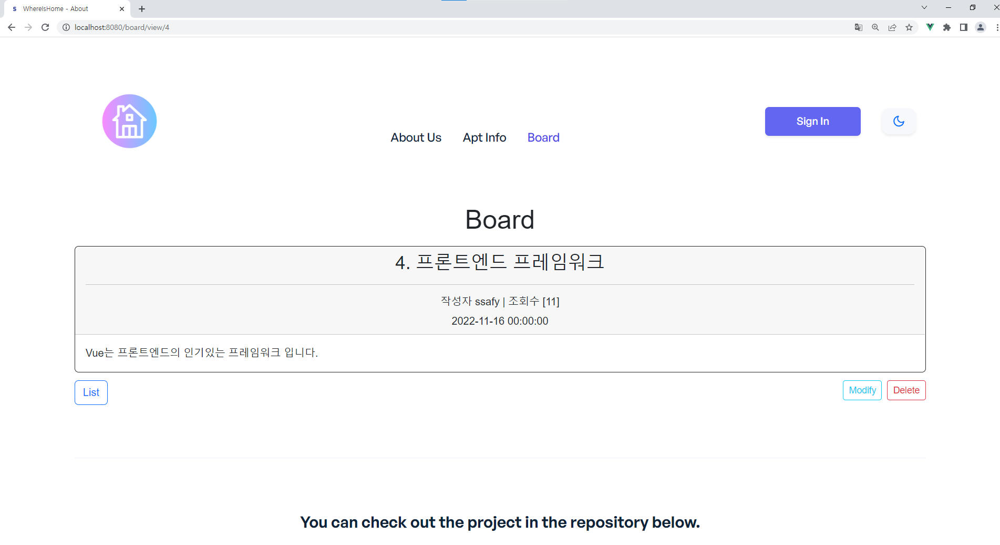 WhereIsHome - About
localhost:8080/board/view/4
About Us
Apt Info
Board
Sign In
Board
4. 프론트엔드 프레임워크
작성자 ssafy | 조회수 [11]
2022-11-16 00:00:00
Vue는 프론트엔드의 인기있는 프레임워크 입니다.
List
Modify
Delete
You can check out the project in the repository below.